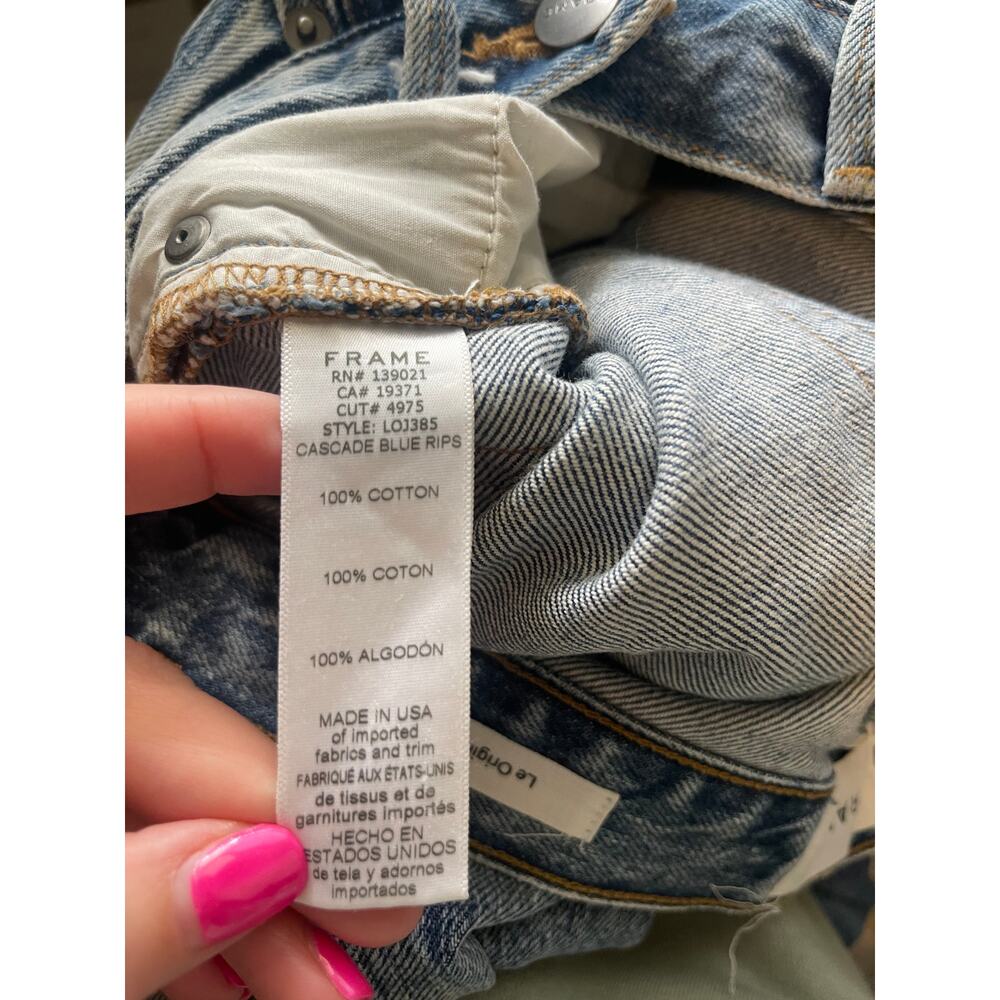 FRAME
RN# 139021
CA# 19371
CUT# 4975
STYLE: LOJ385
CASCADE BLUE RIPS
100% COTTON
100% COTON
100% ALGODÓN
MADE IN USA
of imported
fabrics and trim
FABRIQUÉ AUX ÉTATS-UNIS
de tissus et de
garnitures importés
HECHO EN
ESTADOS UNIDOS
de tela y adornos
importados
Le Origi